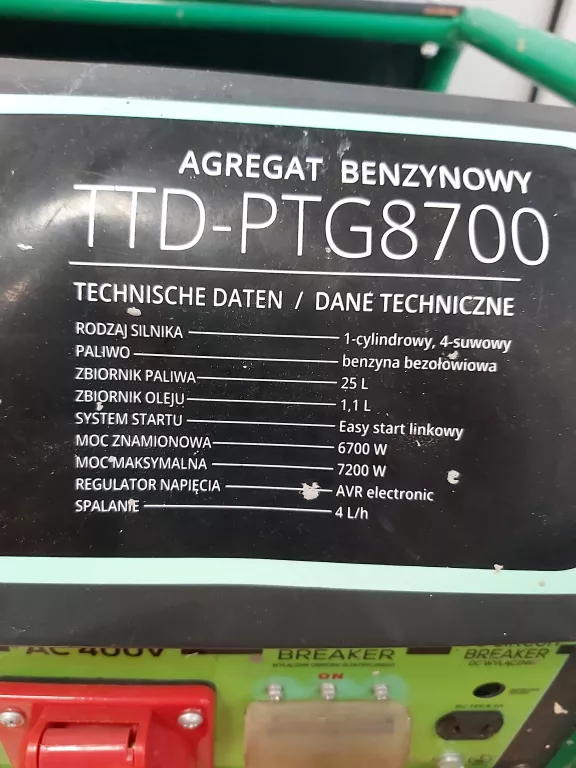 AGREGAT BENZYNOWY
TTD-PTG8700
TECHNISCHE DATEN / DANE TECHNICZNE
RODZAJ SILNIKA 1-cylindrowy, 4-suwowy
PALIWO benzyna bezołowiowa
ZBIORNIK PALIWA 25 L
ZBIORNIK OLEJU 1,1 L
SYSTEM STARTU Easy start linkowy
MOC ZNAMIONOWA 6700 W
MOC MAKSYMALNA 7200 W
REGULATOR NAPIĘCIA AVR electronic
SPALANIE 4 L/h
AC 400V
BREAKER
BREAKER
ON